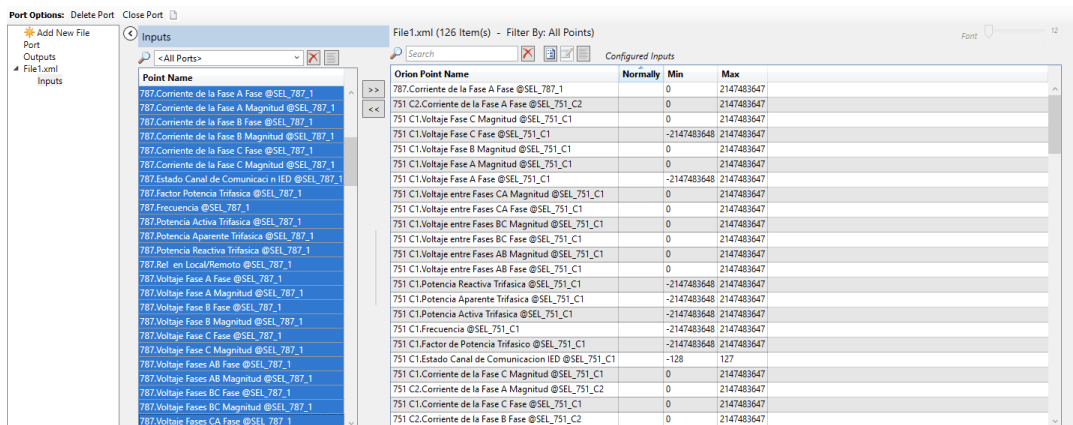 Port Options: Delete Port Close Port
Add New File
Port
Outputs
File1.xml
Inputs
Inputs
<All Ports>
Point Name
787.Corriente de la Fase A Fase @SEL_787_1
787.Corriente de la Fase A Magnitud @SEL_787_1
787.Corriente de la Fase B Fase @SEL_787_1
787.Corriente de la Fase B Magnitud @SEL_787_1
787.Corriente de la Fase C Fase @SEL_787_1
787.Corriente de la Fase C Magnitud @SEL_787_1
787.Estado Canal de Comunicaci n IED @SEL_787_1
787.Factor Potencia Trifasica @SEL_787_1
787.Frecuencia @SEL_787_1
787.Potencia Activa Trifasica @SEL_787_1
787.Potencia Aparente Trifasica @SEL_787_1
787.Potencia Reactiva Trifasica @SEL_787_1
787.Rel en Local/Remoto @SEL_787_1
787.Voltaje Fase A Fase @SEL_787_1
787.Voltaje Fase A Magnitud @SEL_787_1
787.Voltaje Fase B Fase @SEL_787_1
787.Voltaje Fase B Magnitud @SEL_787_1
787.Voltaje Fase C Fase @SEL_787_1
787.Voltaje Fase C Magnitud @SEL_787_1
787.Voltaje Fases AB Fase @SEL_787_1
787.Voltaje Fases AB Magnitud @SEL_787_1
787.Voltaje Fases BC Fase @SEL_787_1
787.Voltaje Fases BC Magnitud @SEL_787_1
787.Voltaje Fases CA Fase @SEL_787_1
>>
<<
File1.xml (126 Item(s) - Filter By: All Points)
Font 12
Search
Configured Inputs
Orion Point Name Normally Min Max
787.Corriente de la Fase A Fase @SEL_787_1 0 2147483647
751 C2.Corriente de la Fase A Fase @SEL_751_C2 0 2147483647
751 C1.Voltaje Fase C Magnitud @SEL_751_C1 0 2147483647
751 C1.Voltaje Fase C Fase @SEL_751_C1 -2147483648 2147483647
751 C1.Voltaje Fase B Magnitud @SEL_751_C1 0 2147483647
751 C1.Voltaje Fase A Magnitud @SEL_751_C1 0 2147483647
751 C1.Voltaje Fase A Fase @SEL_751_C1 -2147483648 2147483647
751 C1.Voltaje entre Fases CA Magnitud @SEL_751_C1 0 2147483647
751 C1.Voltaje entre Fases CA Fase @SEL_751_C1 0 2147483647
751 C1.Voltaje entre Fases BC Magnitud @SEL_751_C1 0 2147483647
751 C1.Voltaje entre Fases BC Fase @SEL_751_C1 0 2147483647
751 C1.Voltaje entre Fases AB Magnitud @SEL_751_C1 0 2147483647
751 C1.Voltaje entre Fases AB Fase @SEL_751_C1 0 2147483647
751 C1.Potencia Reactiva Trifasica @SEL_751_C1 -2147483648 2147483647
751 C1.Potencia Aparente Trifasica @SEL_751_C1 -2147483648 2147483647
751 C1.Potencia Activa Trifasica @SEL_751_C1 -2147483648 2147483647
751 C1.Frecuencia @SEL_751_C1 -2147483648 2147483647
751 C1.Factor de Potencia Trifasico @SEL_751_C1 -2147483648 2147483647
751 C1.Estado Canal de Comunicacion IED @SEL_751_C1 -128 127
751 C1.Corriente de la Fase C Magnitud @SEL_751_C1 0 2147483647
751 C2.Corriente de la Fase A Magnitud @SEL_751_C2 0 2147483647
751 C1.Corriente de la Fase C Fase @SEL_751_C1 0 2147483647
751 C2.Corriente de la Fase B Fase @SEL_751_C2 0 2147483647